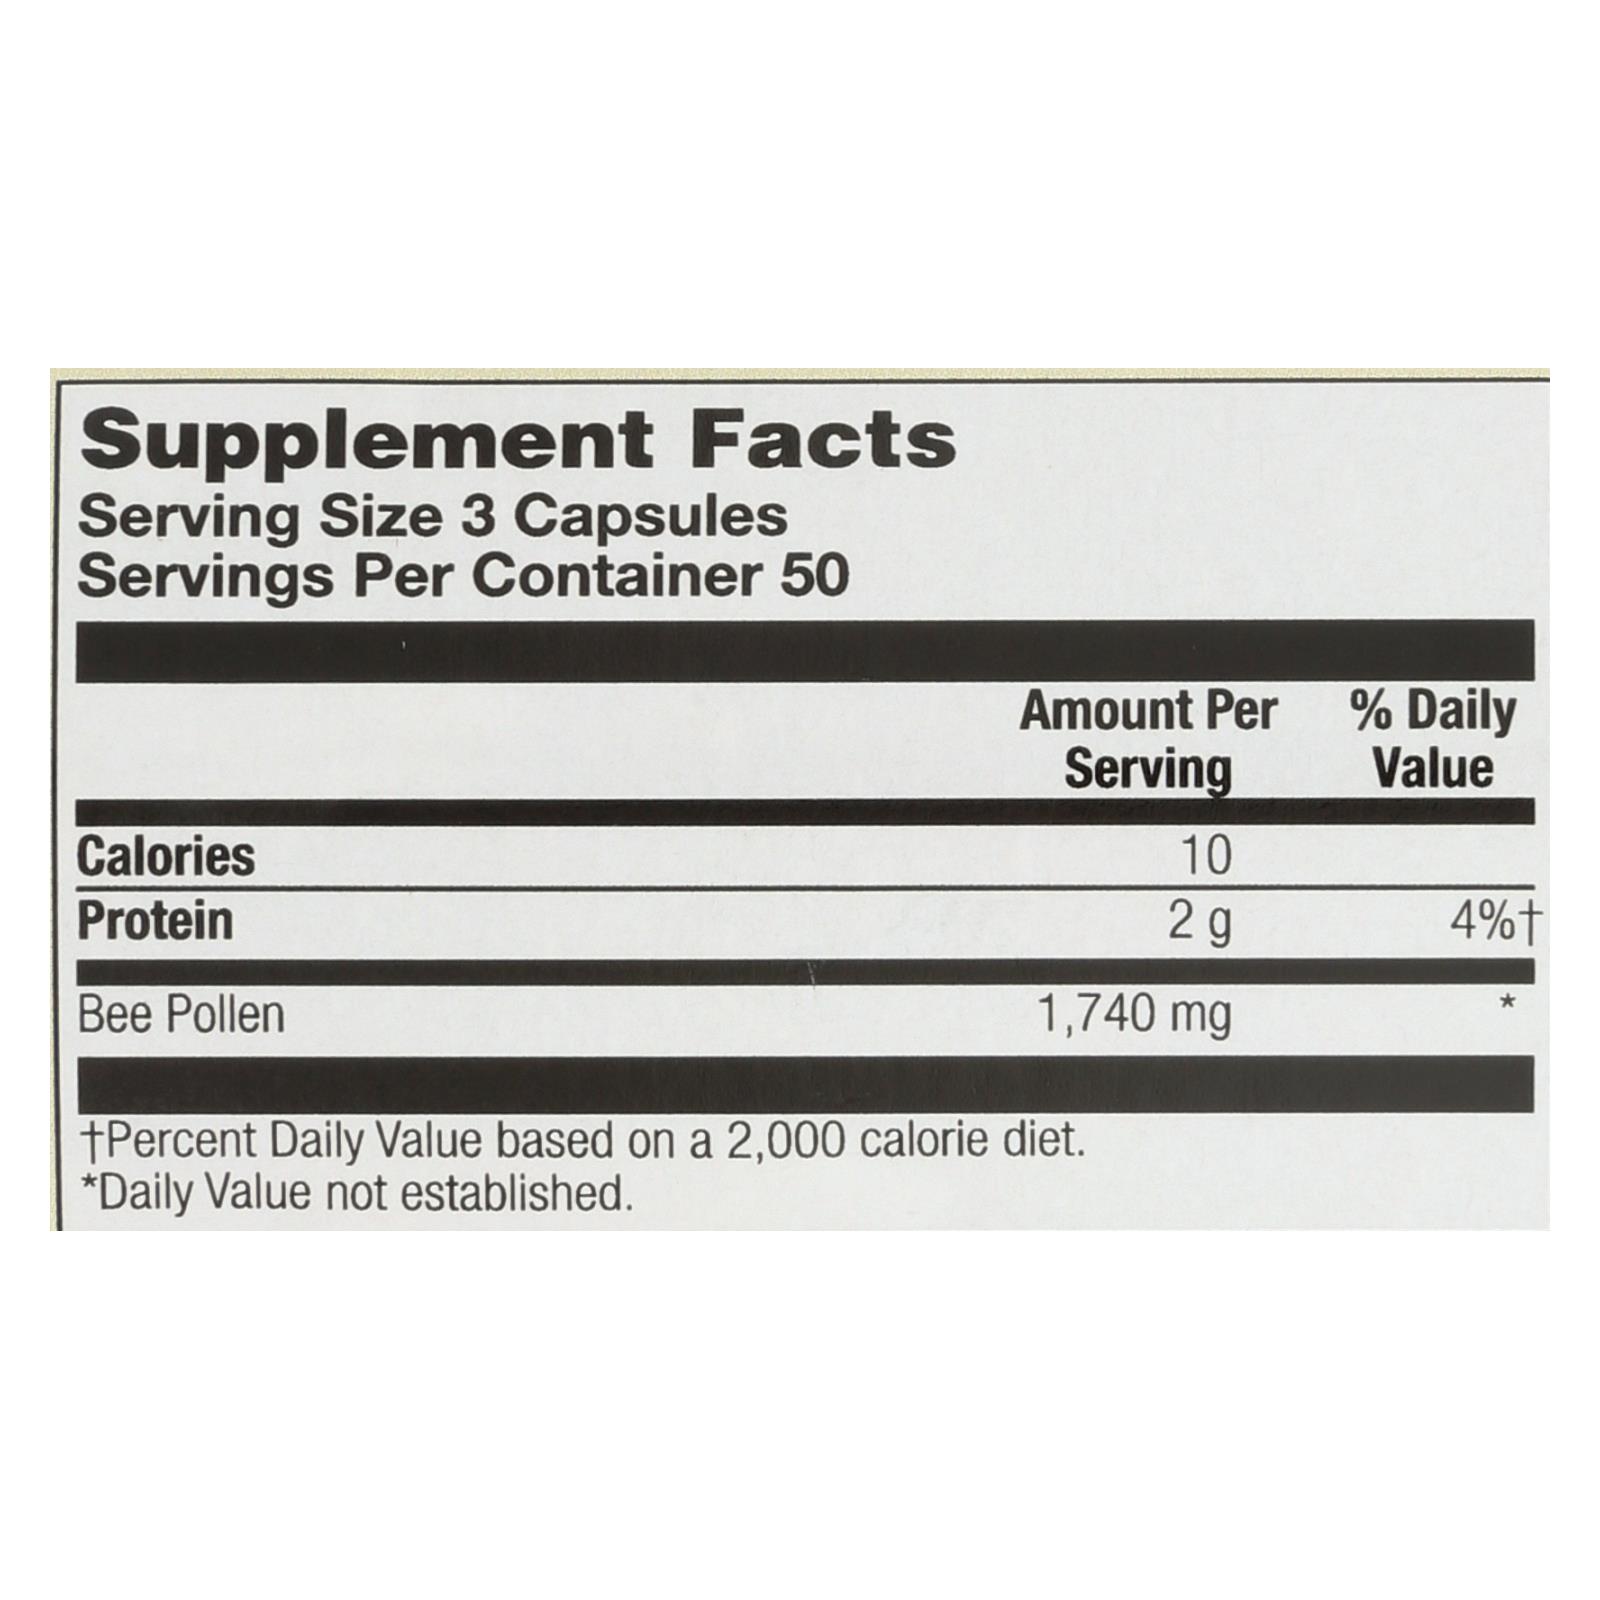 Supplement Facts
Serving Size 3 Capsules
Servings Per Container 50
Amount Per % Daily
Serving Value
Calories 10
Protein 2 g 4%†
Bee Pollen 1,740 mg *
†Percent Daily Value based on a 2,000 calorie diet.
*Daily Value not established.